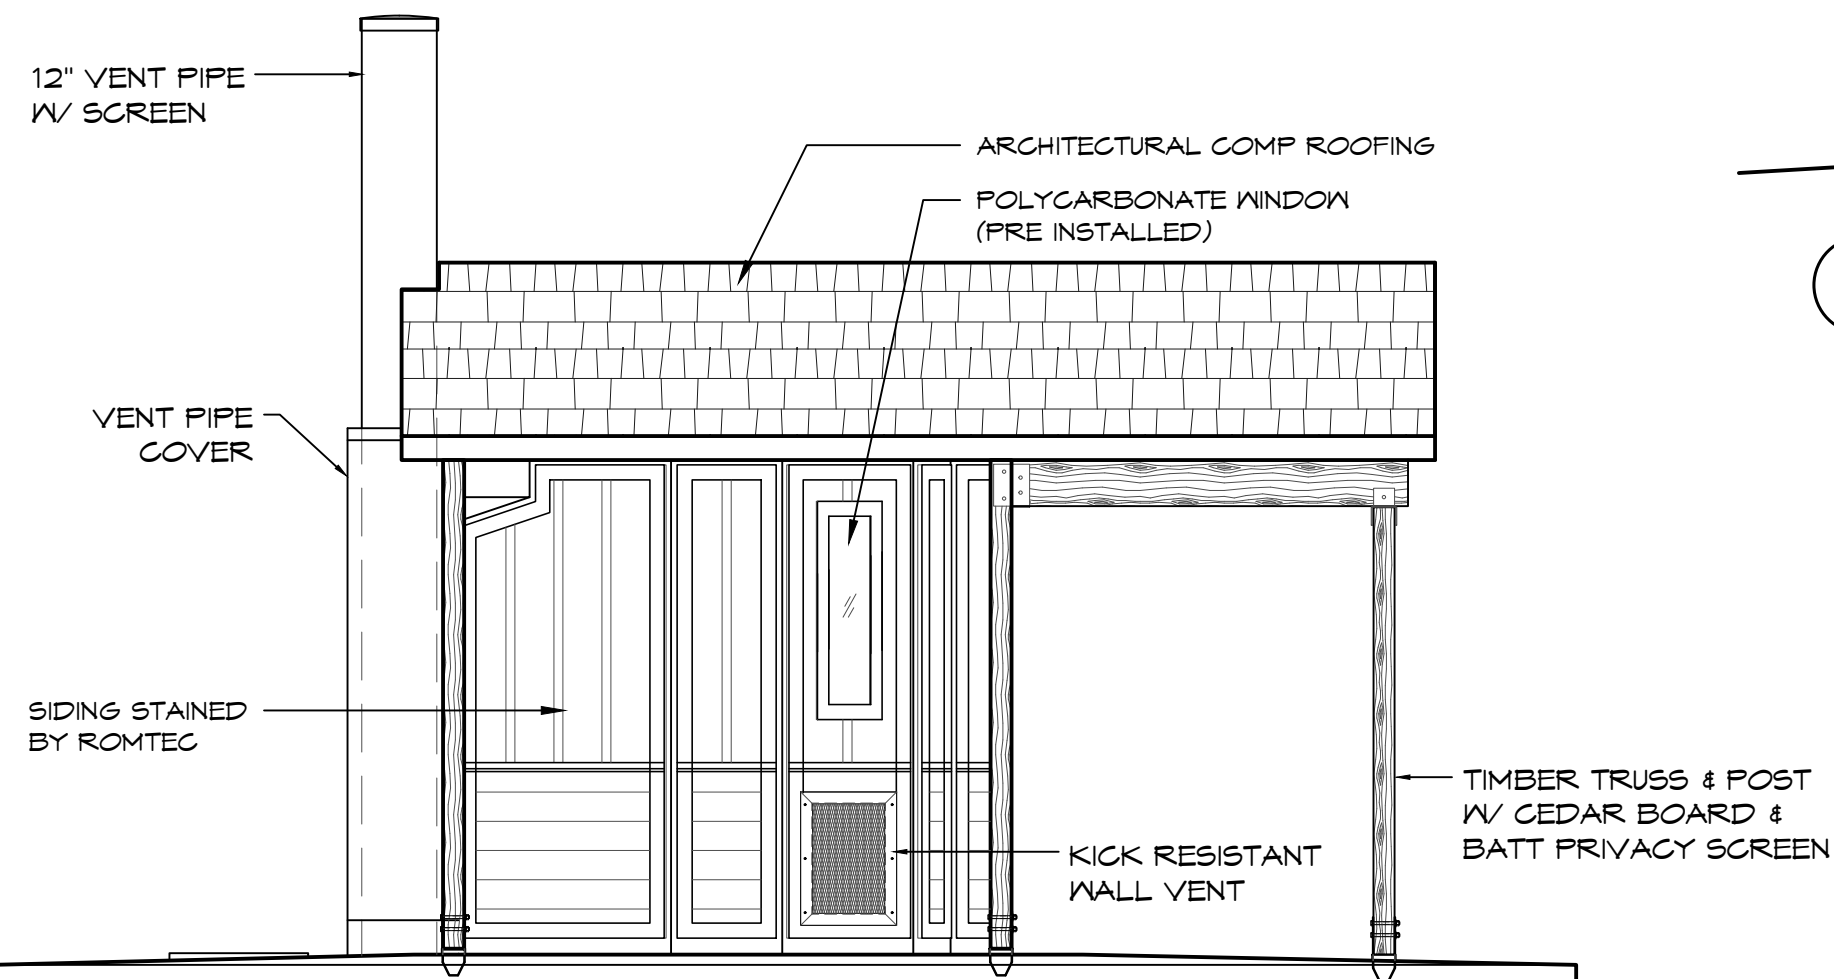 12" VENT PIPE
W/ SCREEN
ARCHITECTURAL COMP ROOFING
POLYCARBONATE WINDOW
(PRE INSTALLED)
VENT PIPE
COVER
SIDING STAINED
BY ROMTEC
TIMBER TRUSS & POST
W/ CEDAR BOARD &
BATT PRIVACY SCREEN
KICK RESISTANT
WALL VENT